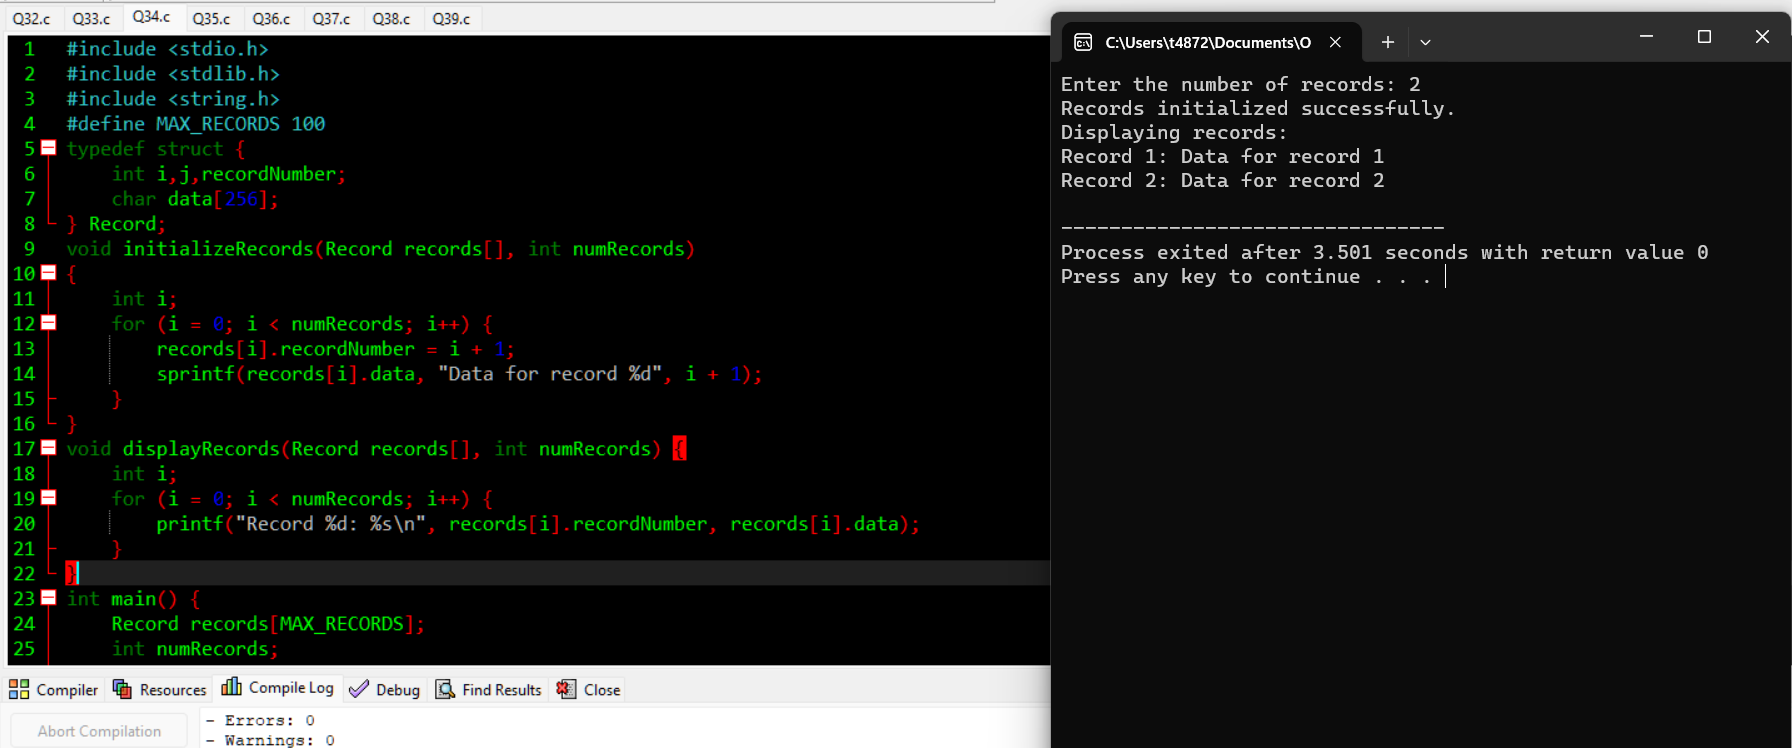 Q32.c Q33.c Q34.c Q35.c Q36.c Q37.c Q38.c Q39.c
1 #include <stdio.h>
2 #include <stdlib.h>
3 #include <string.h>
4 #define MAX_RECORDS 100
5 typedef struct {
6 int i,j,recordNumber;
7 char data[256];
8 } Record;
9 void initializeRecords(Record records[], int numRecords)
10 {
11 int i;
12 for (i = 0; i < numRecords; i++) {
13 records[i].recordNumber = i + 1;
14 sprintf(records[i].data, "Data for record %d", i + 1);
15 }
16 }
17 void displayRecords(Record records[], int numRecords) {
18 int i;
19 for (i = 0; i < numRecords; i++) {
20 printf("Record %d: %s\n", records[i].recordNumber, records[i].data);
21 }
22 }
23 int main() {
24 Record records[MAX_RECORDS];
25 int numRecords;
Compiler Resources Compile Log Debug Find Results Close
Abort Compilation
- Errors: 0
- Warnings: 0
C:\Users\t4872\Documents\O
Enter the number of records: 2
Records initialized successfully.
Displaying records:
Record 1: Data for record 1
Record 2: Data for record 2
--------------------------------
Process exited after 3.501 seconds with return value 0
Press any key to continue . . .